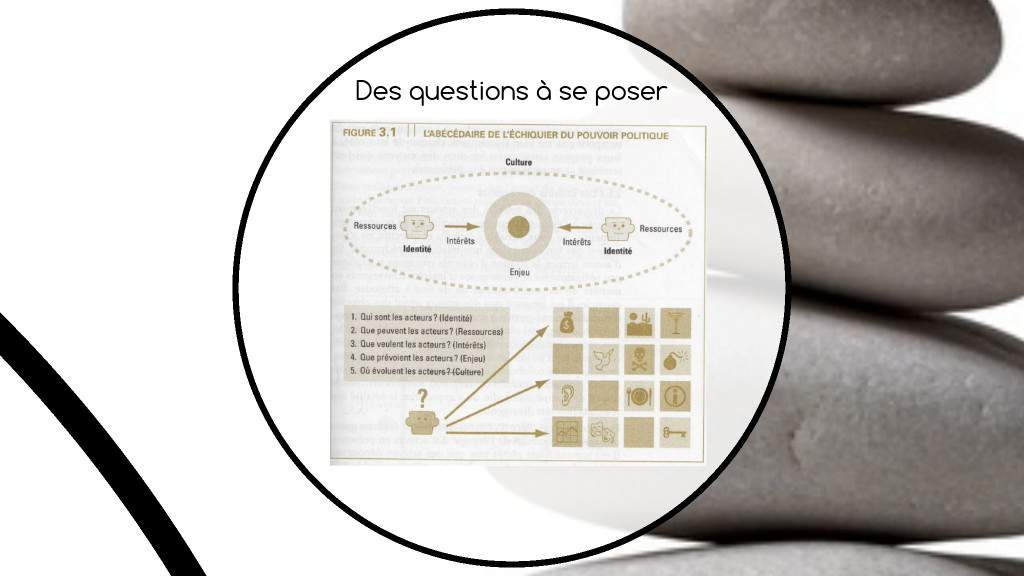 Des questions à se poser
FIGURE 3.1 L'ABÉCÉDAIRE DE L'ÉCHIQUIER DU POUVOIR POLITIQUE
Culture
Ressources
Ressources
Identité
Intérêts
Intérêts
Identité
Enjeu
1. Qui sont les acteurs? (Identité)
2. Que peuvent les acteurs? (Ressources)
3. Que veulent les acteurs? (Intérêts)
4. Que prévoient les acteurs? (Enjeu)
5. Où évoluent les acteurs? (Culture)
?
$
i